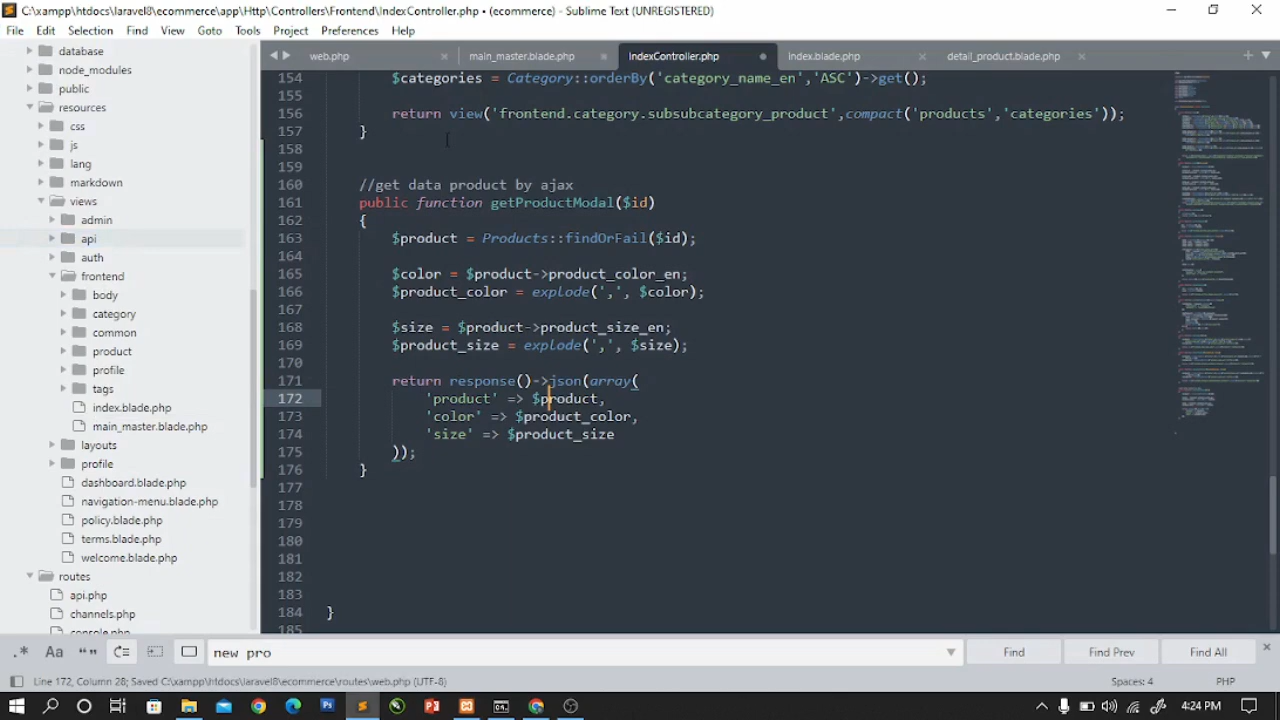 C:\xampp\htdocs\laravel8\ecommerce\app\Http\Controllers\Frontend\IndexController.php • (ecommerce) - Sublime Text (UNREGISTERED)
File Edit Selection Find View Goto Tools Project Preferences Help
web.php × main_master.blade.php IndexController.php index.blade.php × detail_product.blade.php ×
database
node_modules
public
resources
css
js
lang
markdown
views
admin
api
auth
frontend
body
category
common
product
profile
tags
index.blade.php
main_master.blade.php
layouts
profile
dashboard.blade.php
navigation-menu.blade.php
policy.blade.php
terms.blade.php
welcome.blade.php
routes
api.php
channels.php
console.php
154 $categories = Category::orderBy('category_name_en','ASC')->get();
155
156 return view('frontend.category.subsubcategory_product',compact('products','categories'));
157 }
158
159
160 //get data product by ajax
161 public function getProductModal($id)
162 {
163 $product = Products::findOrFail($id);
164
165 $color = $product->product_color_en;
166 $product_color = explode(',', $color);
167
168 $size = $product->product_size_en;
169 $product_size = explode(',', $size);
170
171 return response()->json(array(
172 'product' => $product,
173 'color' => $product_color,
174 'size' => $product_size
175 ));
176 }
177
178
179
180
181
182
183
184 }
185
.* Aa “” new pro Find Find Prev Find All ×
Line 172, Column 28; Saved C:\xampp\htdocs\laravel8\ecommerce\routes\web.php (UTF-8) Spaces: 4 PHP
4:24 PM